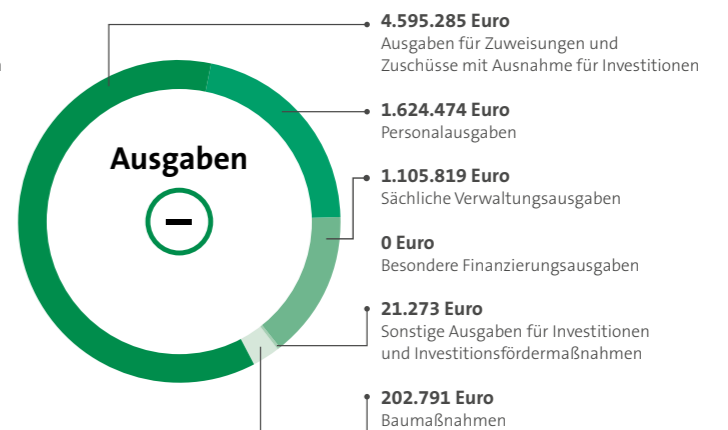 4.595.285 Euro
Ausgaben für Zuweisungen und
Zuschüsse mit Ausnahme für Investitionen
1.624.474 Euro
Personalausgaben
Ausgaben
1.105.819 Euro
Sächliche Verwaltungsausgaben
0 Euro
Besondere Finanzierungsausgaben
21.273 Euro
Sonstige Ausgaben für Investitionen
und Investitionsfördermaßnahmen
202.791 Euro
Baumaßnahmen